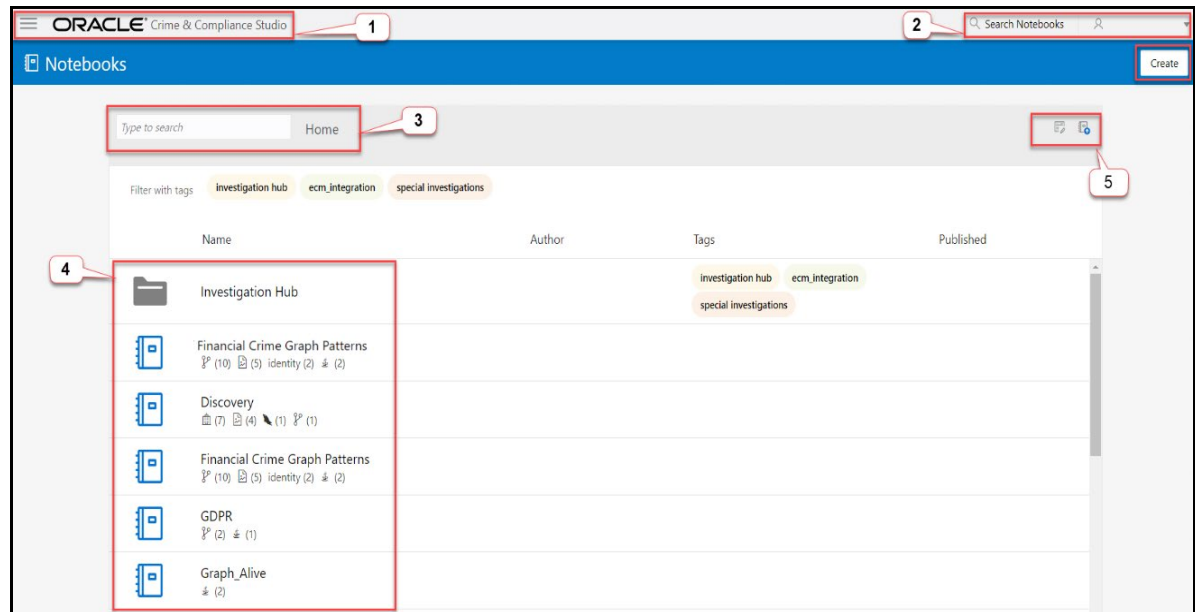 ORACLE® Crime & Compliance Studio
1
2
Search Notebooks
Notebooks
Create
Type to search
Home
3
5
Filter with tags investigation hub ecm_integration special investigations
Name Author Tags Published
4
Investigation Hub
investigation hub ecm_integration
special investigations
Financial Crime Graph Patterns
(10) (5) identity (2) (2)
Discovery
(7) (4) (1) (1)
Financial Crime Graph Patterns
(10) (5) identity (2) (2)
GDPR
(2) (1)
Graph_Alive
(2)